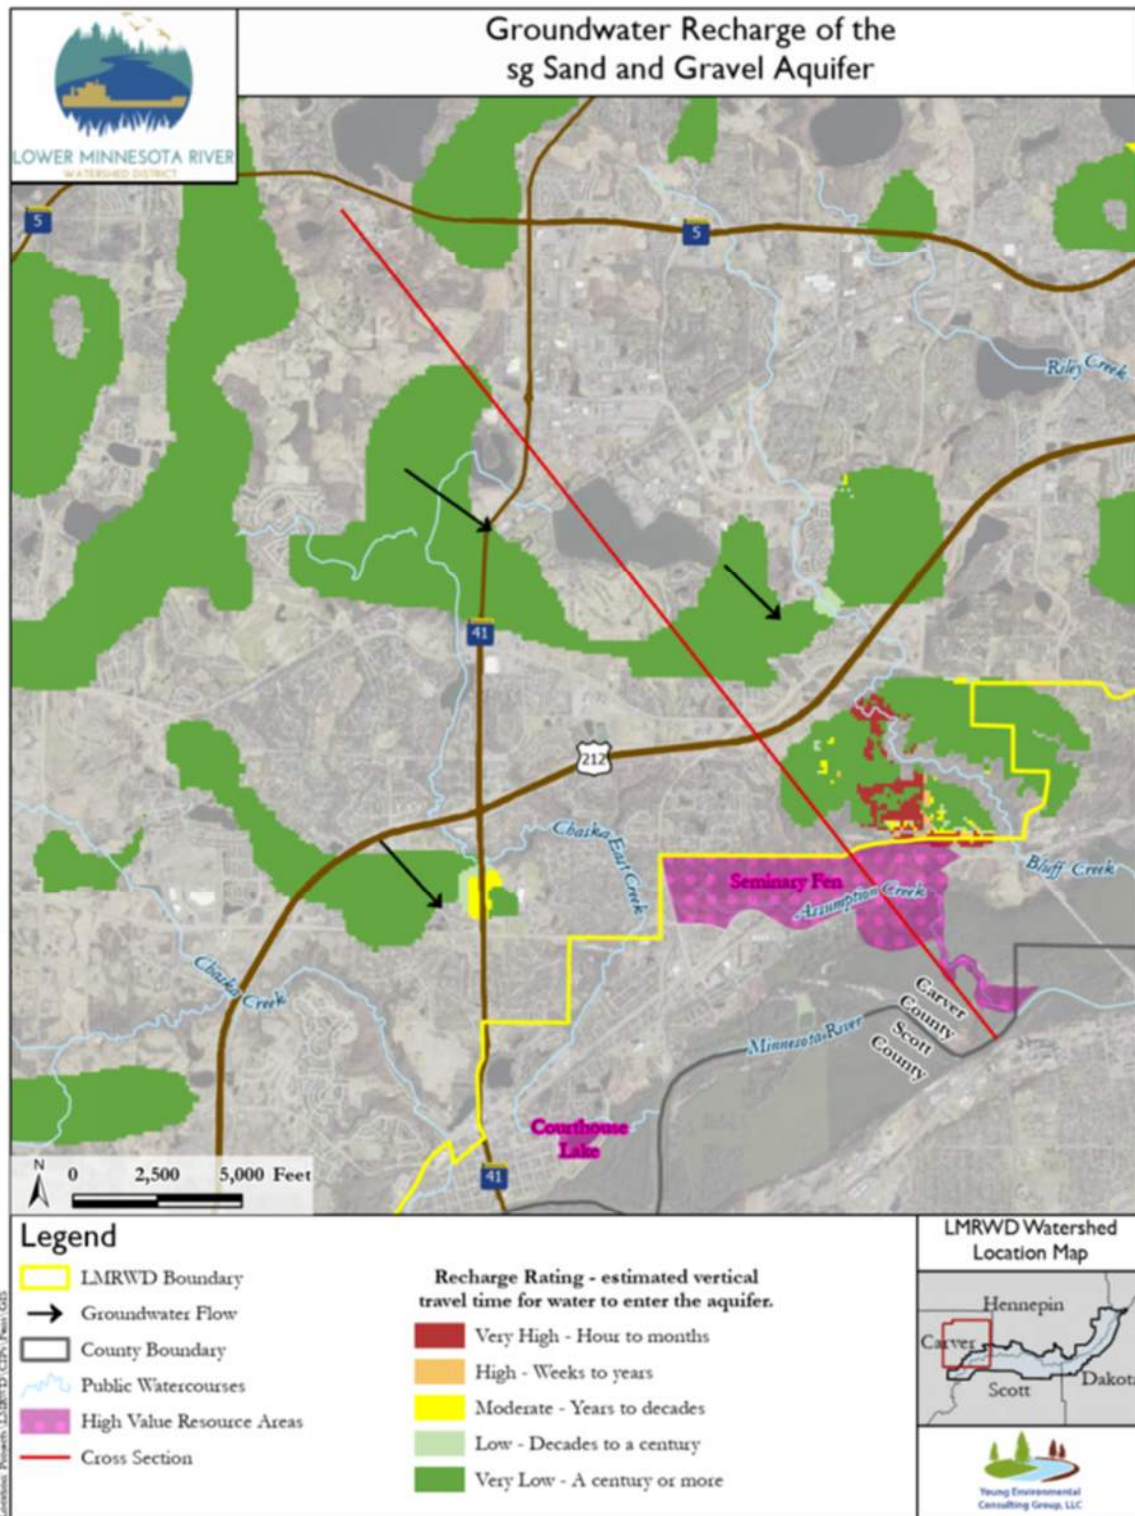 Groundwater Recharge of the
sg Sand and Gravel Aquifer
LOWER MINNESOTA RIVER
WATERSHED DISTRICT
5
5
Riley Creek
41
212
Chaska East Creek
Seminary Fen
Assumption Creek
Bluff Creek
Chaska Creek
Carver
County
Scott
County
Minnesota River
Courthouse
Lake
41
N
0 2,500 5,000 Feet
Legend
LMRWD Boundary
Groundwater Flow
County Boundary
Public Watercourses
High Value Resource Areas
Cross Section
Recharge Rating - estimated vertical
travel time for water to enter the aquifer.
Very High - Hour to months
High - Weeks to years
Moderate - Years to decades
Low - Decades to a century
Very Low - A century or more
LMRWD Watershed
Location Map
Hennepin
Carver
Scott
Dakota
Young Environmental
Consulting Group, LLC